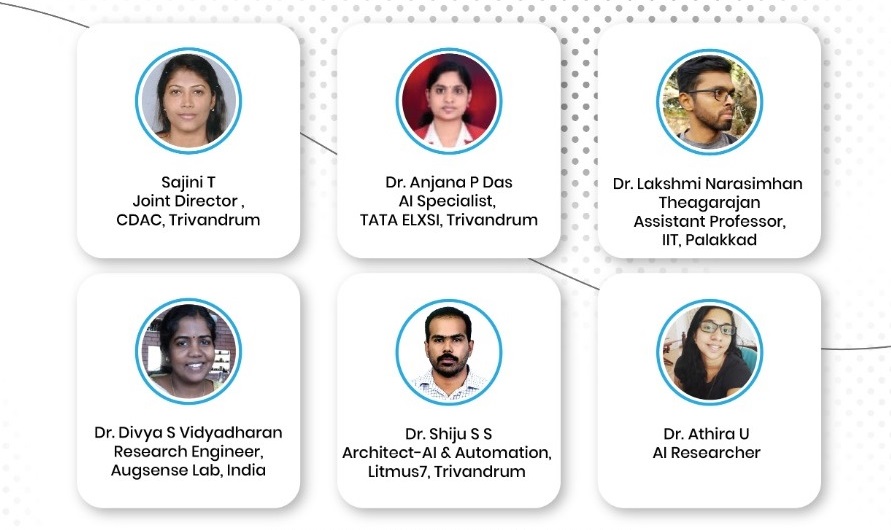 Sajini T
Joint Director ,
CDAC, Trivandrum
Dr. Anjana P Das
AI Specialist,
TATA ELXSI, Trivandrum
Dr. Lakshmi Narasimhan
Theagarajan
Assistant Professor,
IIT, Palakkad
Dr. Divya S Vidyadharan
Research Engineer,
Augsense Lab, India
Dr. Shiju S S
Architect-AI & Automation,
Litmus7, Trivandrum
Dr. Athira U
AI Researcher